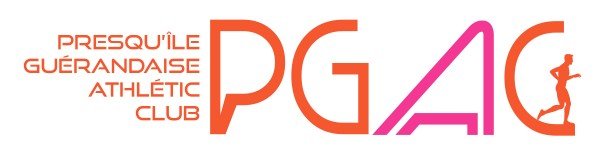 PRESQU'ÎLE
GUÉRANDAISE
ATHLÉTIC
CLUB
PGAC